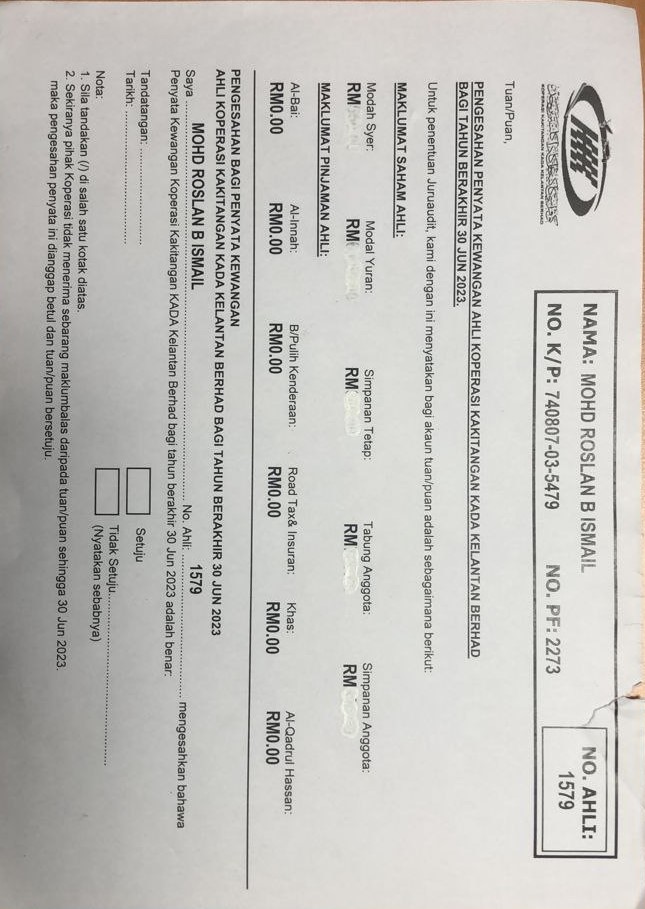 NAMA: MOHD ROSLAN B ISMAIL
NO. K/P: 740807-03-5479 NO. PF: 2273
NO. AHLI:
1579
KOPERASI KAKITANGAN KADA KELANTAN BERHAD
Tuan/Puan,
PENGESAHAN PENYATA KEWANGAN AHLI KOPERASI KAKITANGAN KADA KELANTAN BERHAD
BAGI TAHUN BERAKHIR 30 JUN 2023.
Untuk penentuan Juruaudit, kami dengan ini menyatakan bagi akaun tuan/puan adalah sebagaimana berikut:
MAKLUMAT SAHAM AHLI:
Modah Syer: Modal Yuran: Simpanan Tetap: Tabung Anggota: Simpanan Anggota:
RM RM RM RM RM
MAKLUMAT PINJAMAN AHLI:
Al-Bai: Al-Innah: B/Pulih Kenderaan: Road Tax& Insuran: Khas: Al-Qadrul Hassan:
RM0.00 RM0.00 RM0.00 RM0.00 RM0.00 RM0.00
PENGESAHAN BAGI PENYATA KEWANGAN
AHLI KOPERASI KAKITANGAN KADA KELANTAN BERHAD BAGI TAHUN BERAKHIR 30 JUN 2023
Saya MOHD ROSLAN B ISMAIL No. Ahli: 1579 mengesahkan bahawa
Penyata Kewangan Koperasi Kakitangan KADA Kelantan Berhad bagi tahun berakhir 30 Jun 2023 adalah benar:
Tandatangan: ........................ Setuju
Tarikh: .................................
Tidak Setuju...........................................
(Nyatakan sebabnya)
Nota:
1. Sila tandakan (/) di salah satu kotak diatas.
2. Sekiranya pihak Koperasi tidak menerima sebarang maklumbalas daripada tuan/puan sehingga 30 Jun 2023.
maka pengesahan penyata ini dianggap betul dan tuan/puan bersetuju.